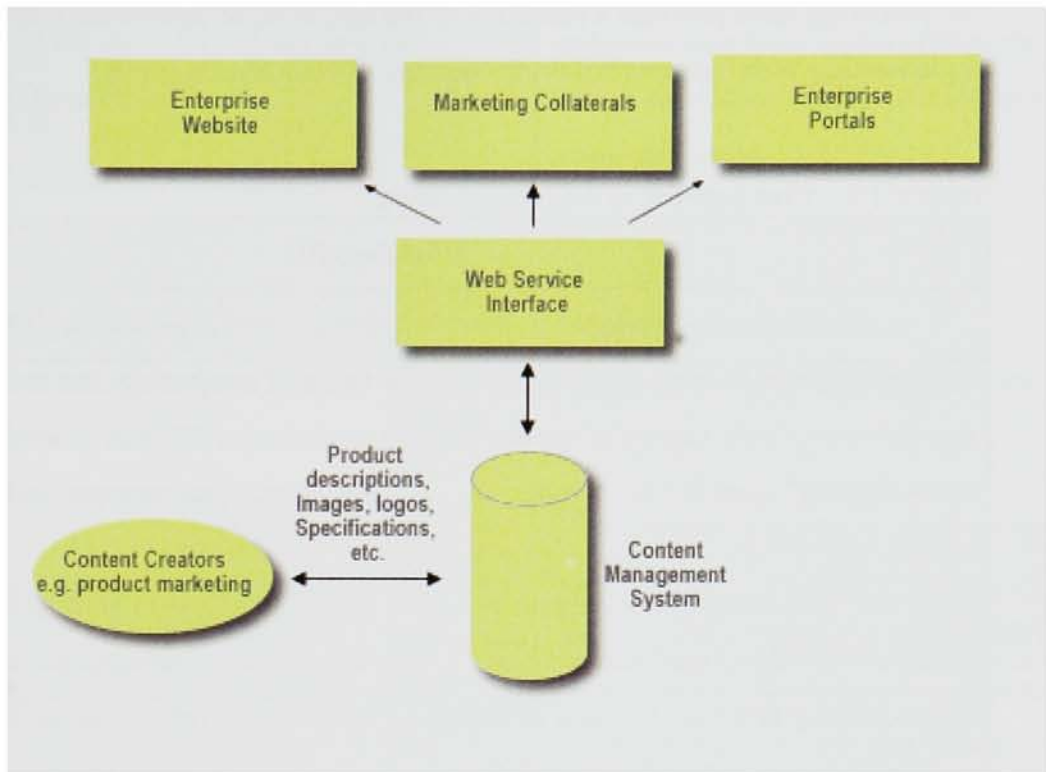 Enterprise
Website
Marketing Collaterals
Enterprise
Portals
Web Service
Interface
Product
descriptions,
Images, logos,
Specifications,
etc.
Content Creators
e.g. product marketing
Content
Management
System